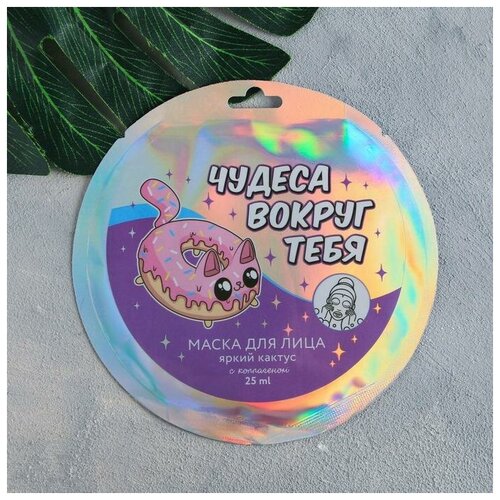 ЧУДЕСА
ВОКРУГ
ТЕБЯ
МАСКА ДЛЯ ЛИЦА
яркий кактус
с коллагеном
25 ml